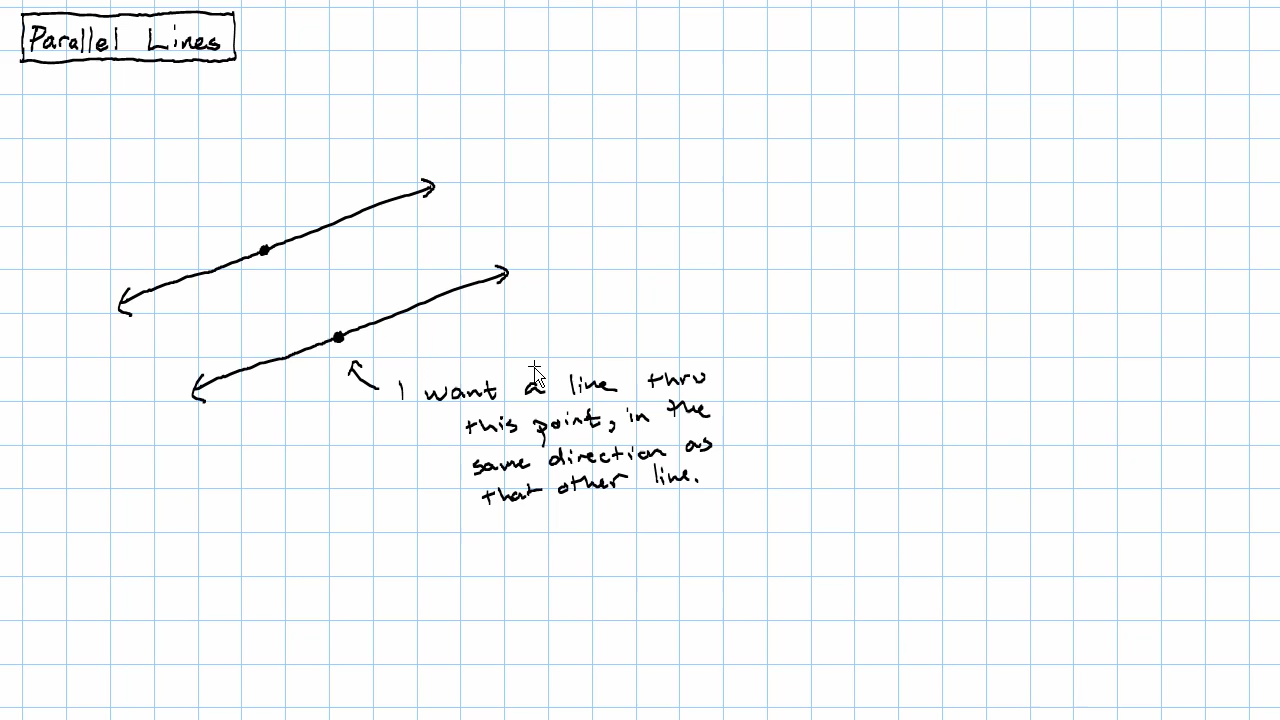 Parallel Lines
I want a line thru
this point, in the
same direction as
that other line.